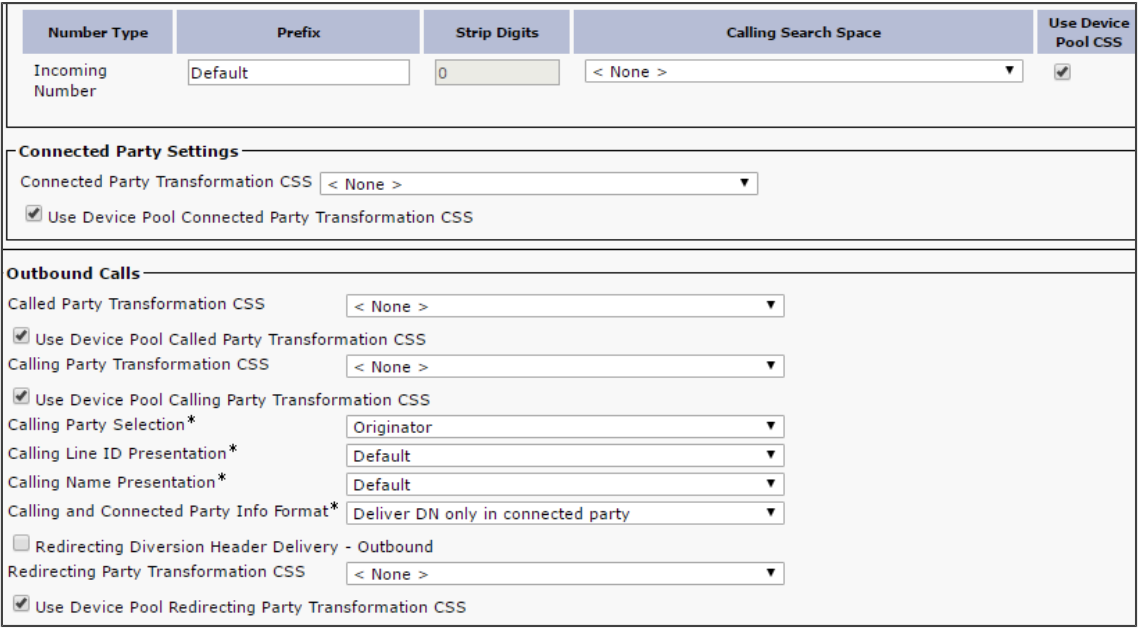 Number Type Prefix Strip Digits Calling Search Space Use Device Pool CSS
Incoming Number Default 0 < None >
Connected Party Settings
Connected Party Transformation CSS < None >
Use Device Pool Connected Party Transformation CSS
Outbound Calls
Called Party Transformation CSS < None >
Use Device Pool Called Party Transformation CSS
Calling Party Transformation CSS < None >
Use Device Pool Calling Party Transformation CSS
Calling Party Selection* Originator
Calling Line ID Presentation* Default
Calling Name Presentation* Default
Calling and Connected Party Info Format* Deliver DN only in connected party
Redirecting Diversion Header Delivery - Outbound
Redirecting Party Transformation CSS < None >
Use Device Pool Redirecting Party Transformation CSS